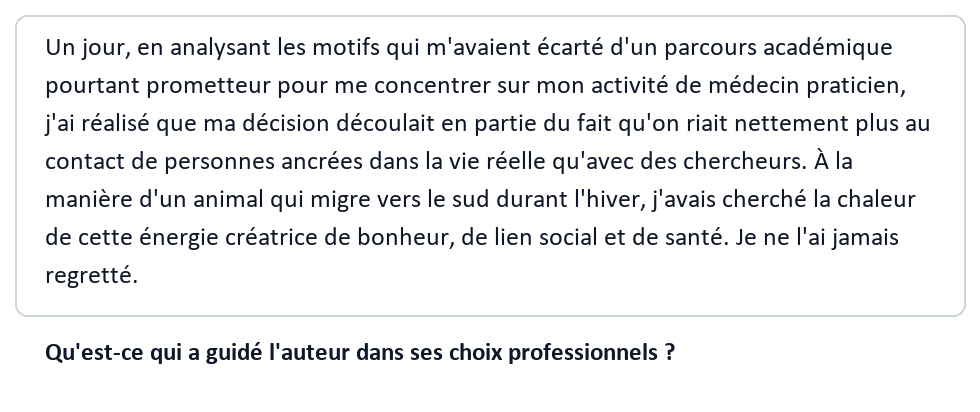 Un jour, en analysant les motifs qui m'avaient écarté d'un parcours académique
pourtant prometteur pour me concentrer sur mon activité de médecin praticien,
j'ai réalisé que ma décision découlait en partie du fait qu'on riait nettement plus au
contact de personnes ancrées dans la vie réelle qu'avec des chercheurs. À la
manière d'un animal qui migre vers le sud durant l'hiver, j'avais cherché la chaleur
de cette énergie créatrice de bonheur, de lien social et de santé. Je ne l'ai jamais
regretté.
Qu'est-ce qui a guidé l'auteur dans ses choix professionnels ?